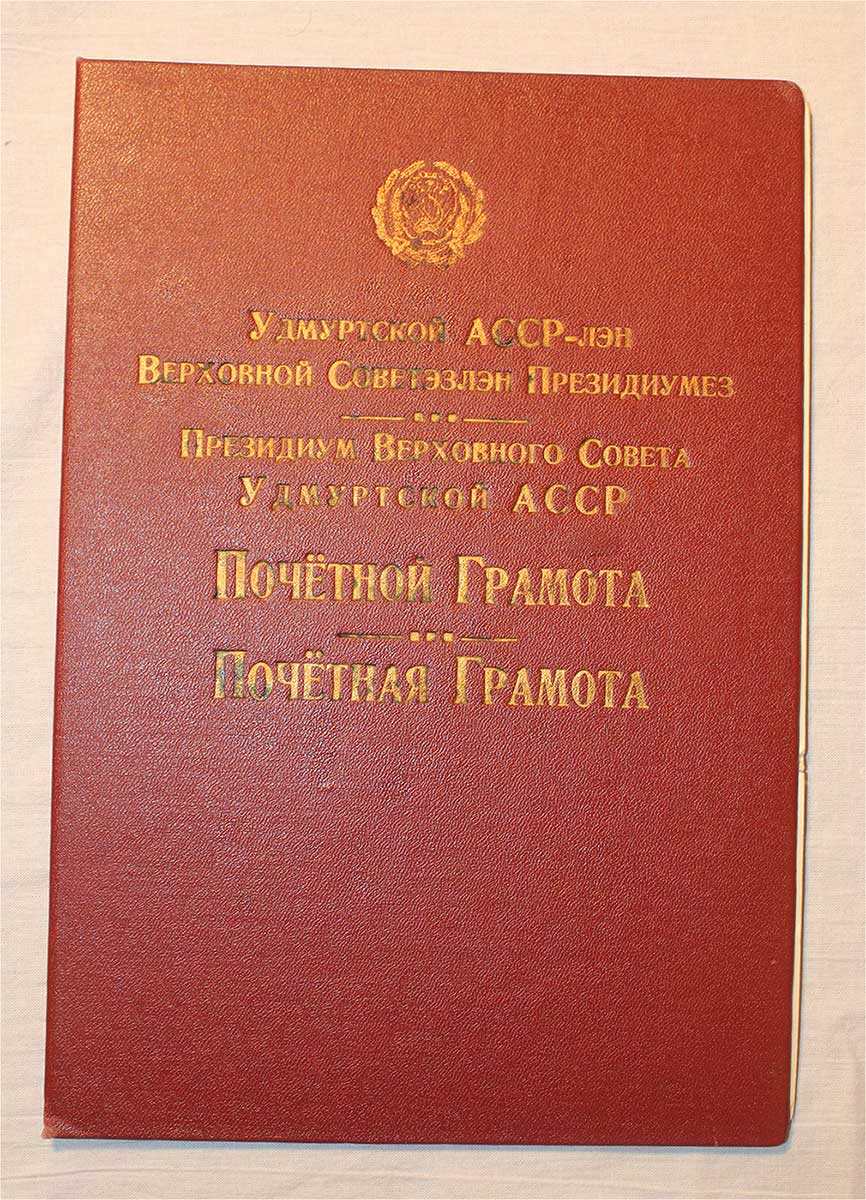 Удмуртской АССР-лэн
Верховной Советэзлэн Президиумез
Президиум Верховного Совета
Удмуртской АССР
Почётной Грамота
Почётная Грамота